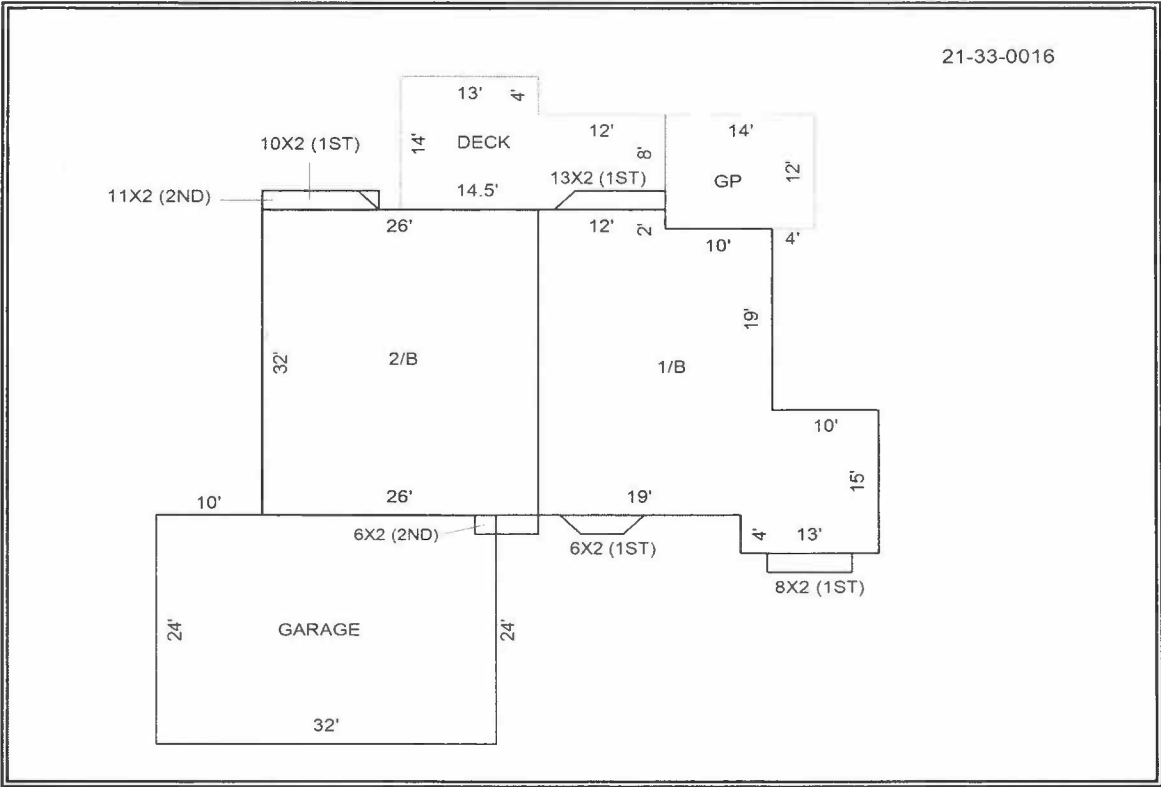 21-33-0016
13'
4'
14'
DECK
12'
8'
14'
12'
GP
10X2 (1ST)
11X2 (2ND)
14.5'
13X2 (1ST)
26'
12'
2'
10'
4'
32'
2/B
1/B
19'
10'
15'
10'
26'
19'
6X2 (2ND)
6X2 (1ST)
4'
13'
8X2 (1ST)
24'
GARAGE
24'
32'